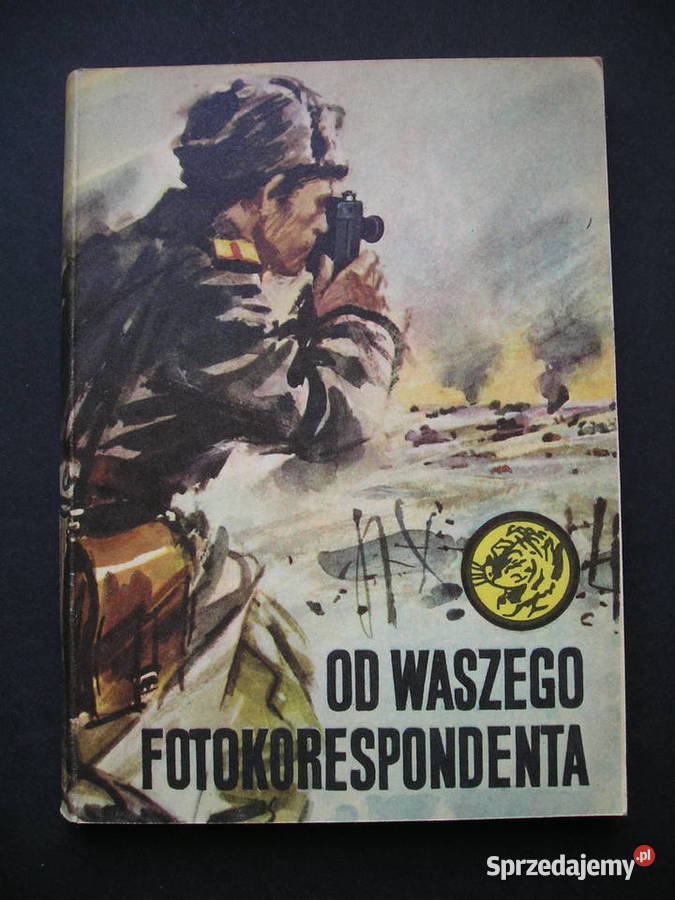 OD WASZEGO
FOTOKORESPONDENTA
Sprzedajemy.pl